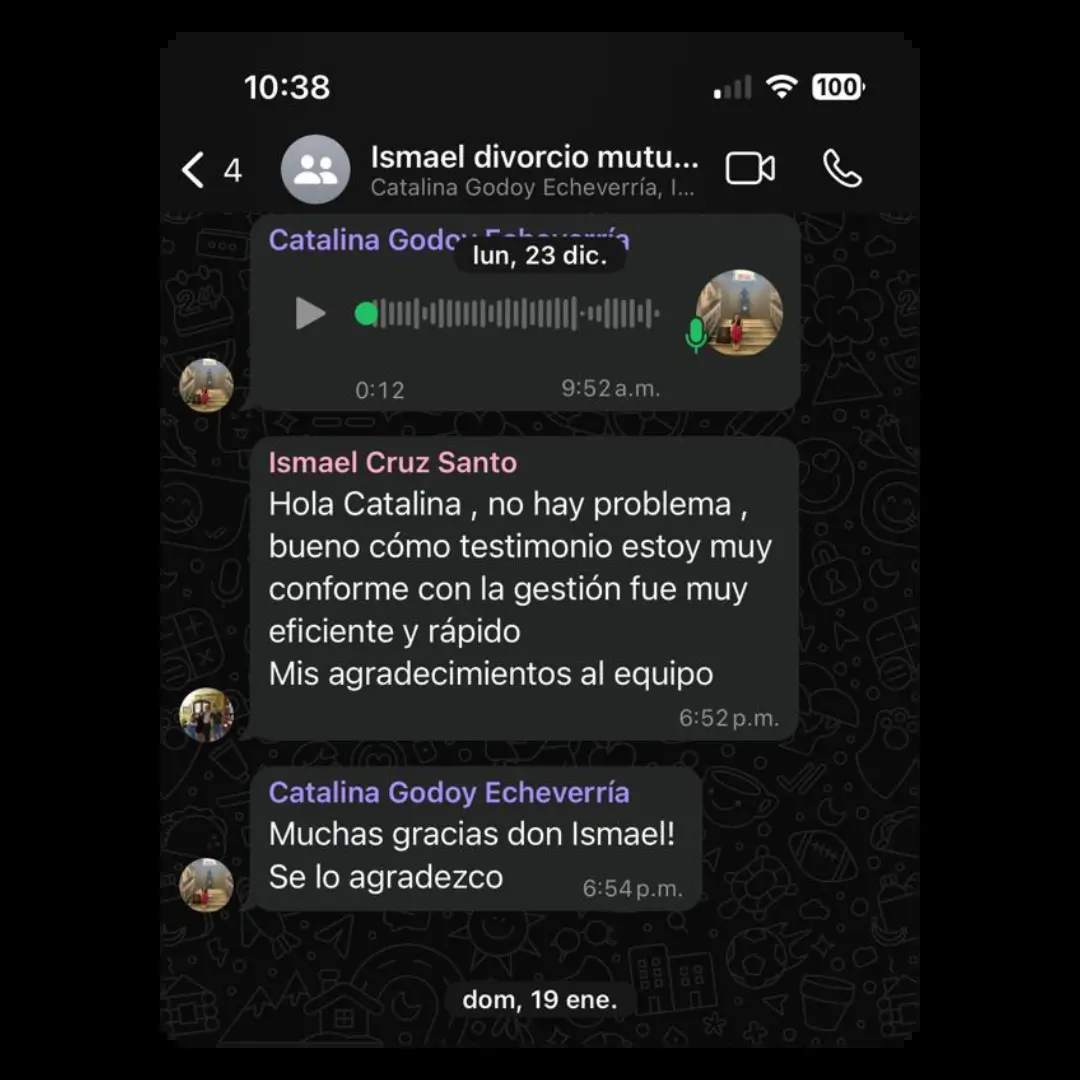 10:38
100
4
Ismael divorcio mutu...
Catalina Godoy Echeverría, I...
Catalina Godoy Echeverría
lun, 23 dic.
0:12
9:52 a.m.
Ismael Cruz Santo
Hola Catalina , no hay problema ,
bueno cómo testimonio estoy muy
conforme con la gestión fue muy
eficiente y rápido
Mis agradecimientos al equipo
6:52 p.m.
Catalina Godoy Echeverría
Muchas gracias don Ismael!
Se lo agradezco
6:54 p.m.
dom, 19 ene.